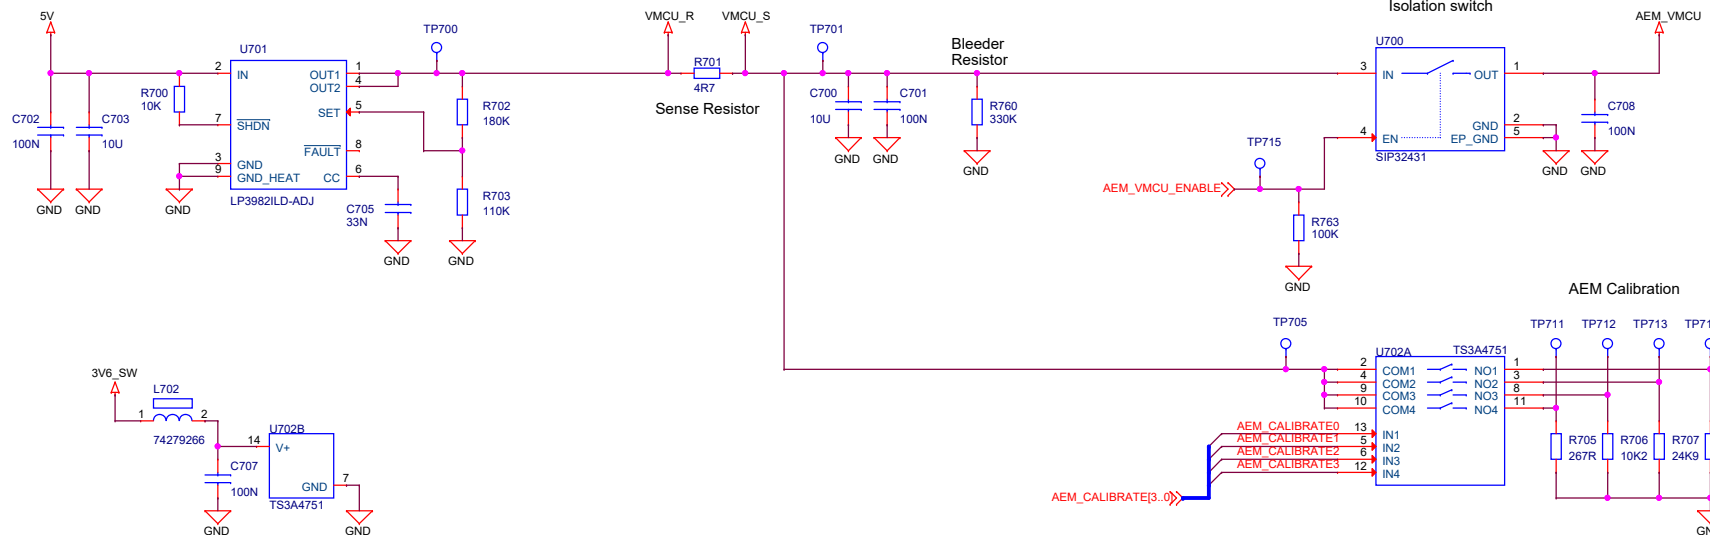 Isolation switch
5V
VMCU_R
VMCU_S
AEM_VMCU
TP700
TP701
U701
Bleeder
Resistor
U700
2
IN
OUT1
1
OUT2
4
R701
4R7
3
IN
OUT
1
R700
10K
SET
5
R702
180K
Sense Resistor
C700
10U
C701
100N
R760
330K
C702
100N
C703
10U
7
SHDN
C708
100N
FAULT
8
GND
2
EP_GND
5
4
EN
SIP32431
3
GND
9
GND_HEAT
CC
6
LP3982ILD-ADJ
TP715
GND
GND
GND
GND
GND
AEM_VMCU_ENABLE
C705
33N
R703
110K
GND
GND
GND
R763
100K
GND
GND
GND
AEM Calibration
TP705
TP711
TP712
TP713
TP71
U702A
TS3A4751
2
COM1
NO1
1
4
COM2
NO2
3
9
COM3
NO3
8
10
COM4
NO4
11
3V6_SW
L702
1
2
74279266
AEM_CALIBRATE0
13
IN1
AEM_CALIBRATE1
5
IN2
AEM_CALIBRATE2
6
IN3
AEM_CALIBRATE3
12
IN4
R705
267R
R706
10K2
R707
24K9
U702B
14
V+
C707
100N
GND
7
TS3A4751
AEM_CALIBRATE[3..0]
GND
GND
GN